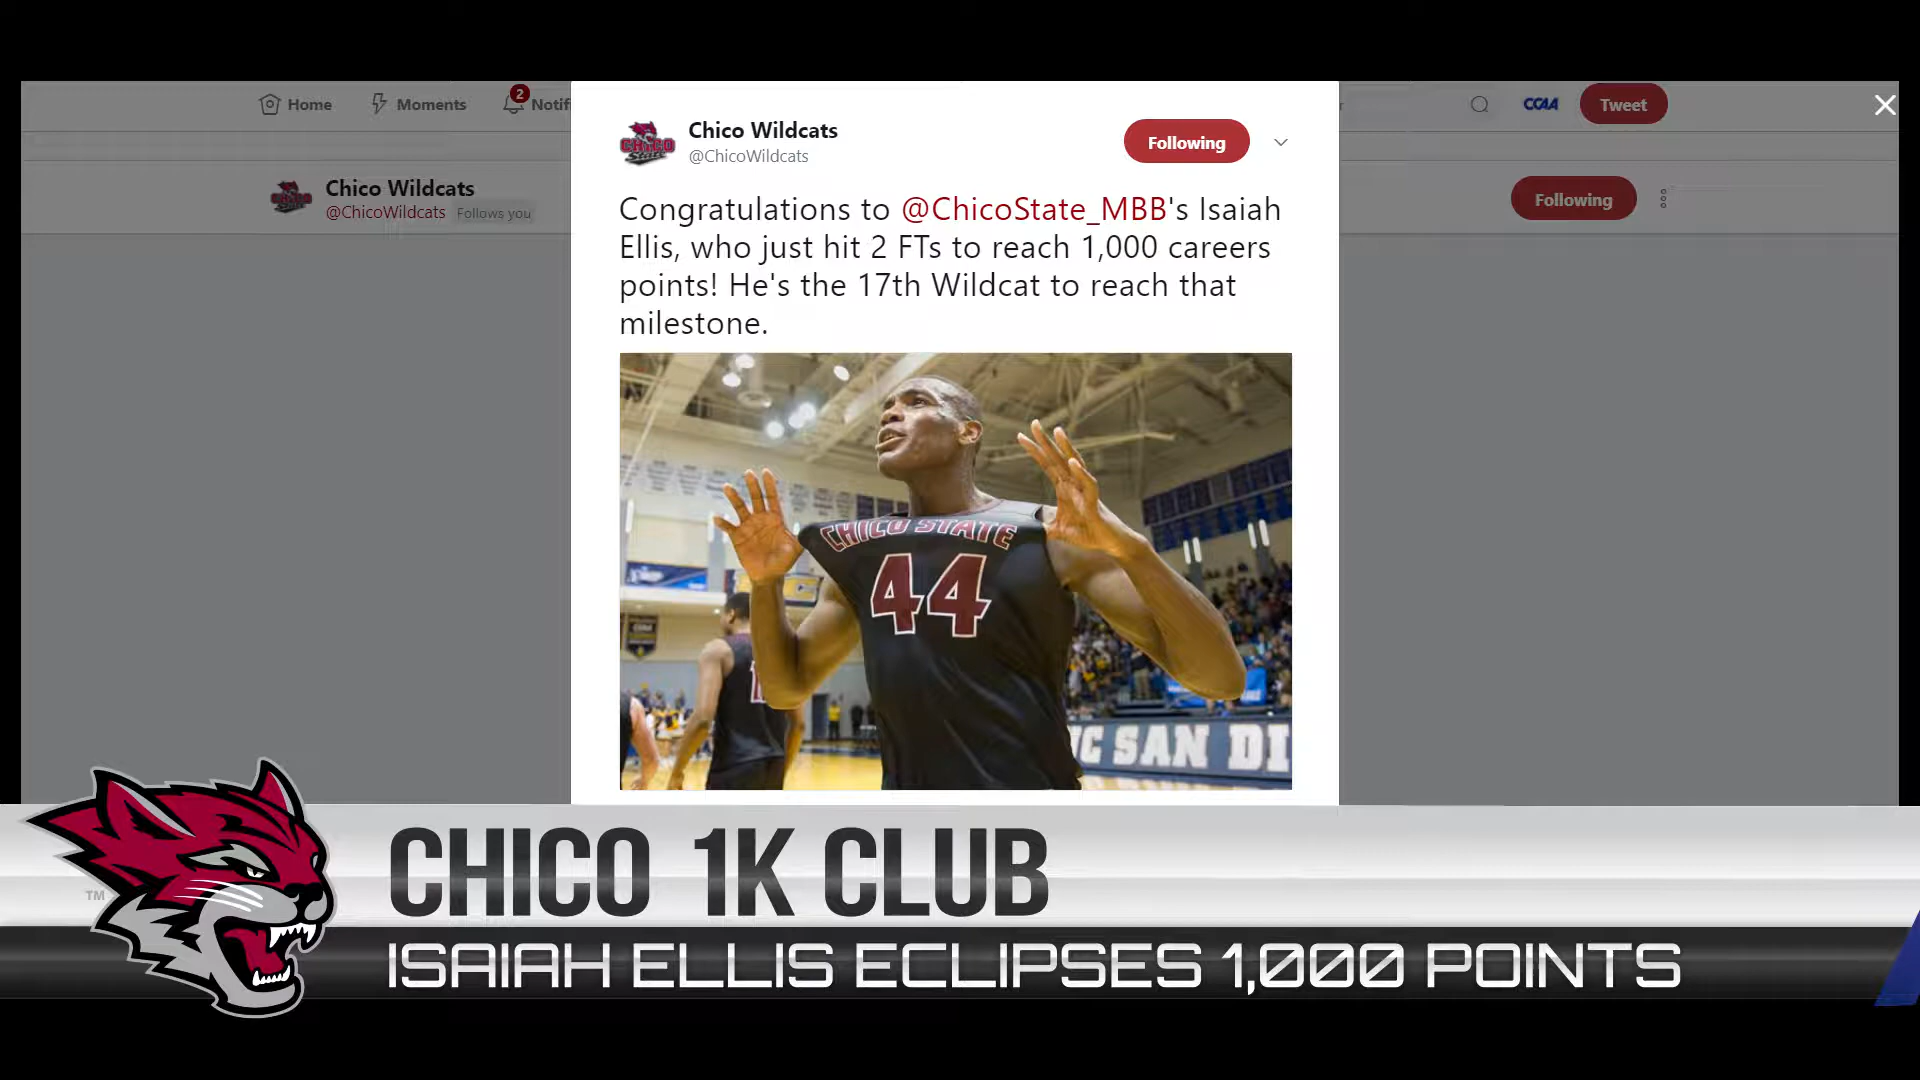 Home
Moments
2
Notif
CCAA
Tweet
Chico Wildcats
@ChicoWildcats
Follows you
Following
CHICO
State
Chico Wildcats
@ChicoWildcats
Following
Congratulations to @ChicoState_MBB's Isaiah
Ellis, who just hit 2 FTs to reach 1,000 careers
points! He's the 17th Wildcat to reach that
milestone.
CHICO STATE
44
UC SAN DI
TM
CHICO 1K CLUB
ISAIAH ELLIS ECLIPSES 1,000 POINTS